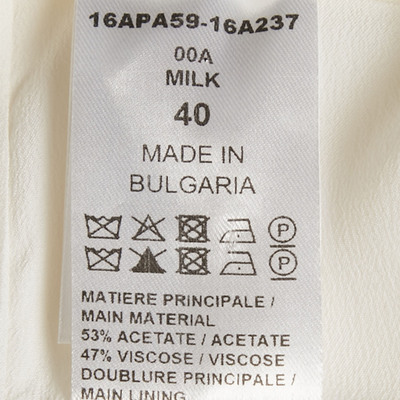 16APA59-16A237
00A
MILK
40
MADE IN
BULGARIA
P
P
MATIERE PRINCIPALE /
MAIN MATERIAL
53% ACETATE / ACETATE
47% VISCOSE / VISCOSE
DOUBLURE PRINCIPALE /
MAIN LINING